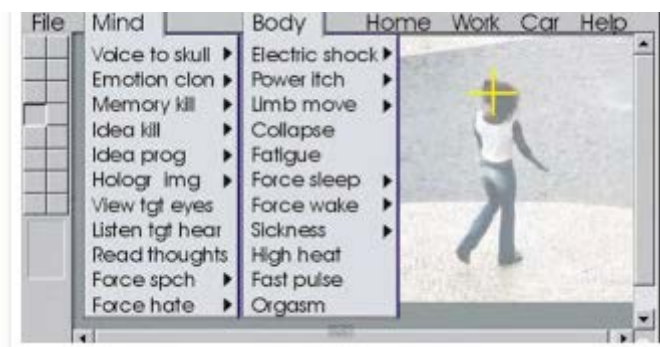 File Mind Body Home Work Car Help
Voice to skull
Emotion clon
Memory kill
Idea kill
Idea prog
Hologr img
View tgt eyes
Listen tgt hear
Read thoughts
Force spch
Force hate
Electric shock
Power itch
Limb move
Collapse
Fatigue
Force sleep
Force wake
Sickness
High heat
Fast pulse
Orgasm